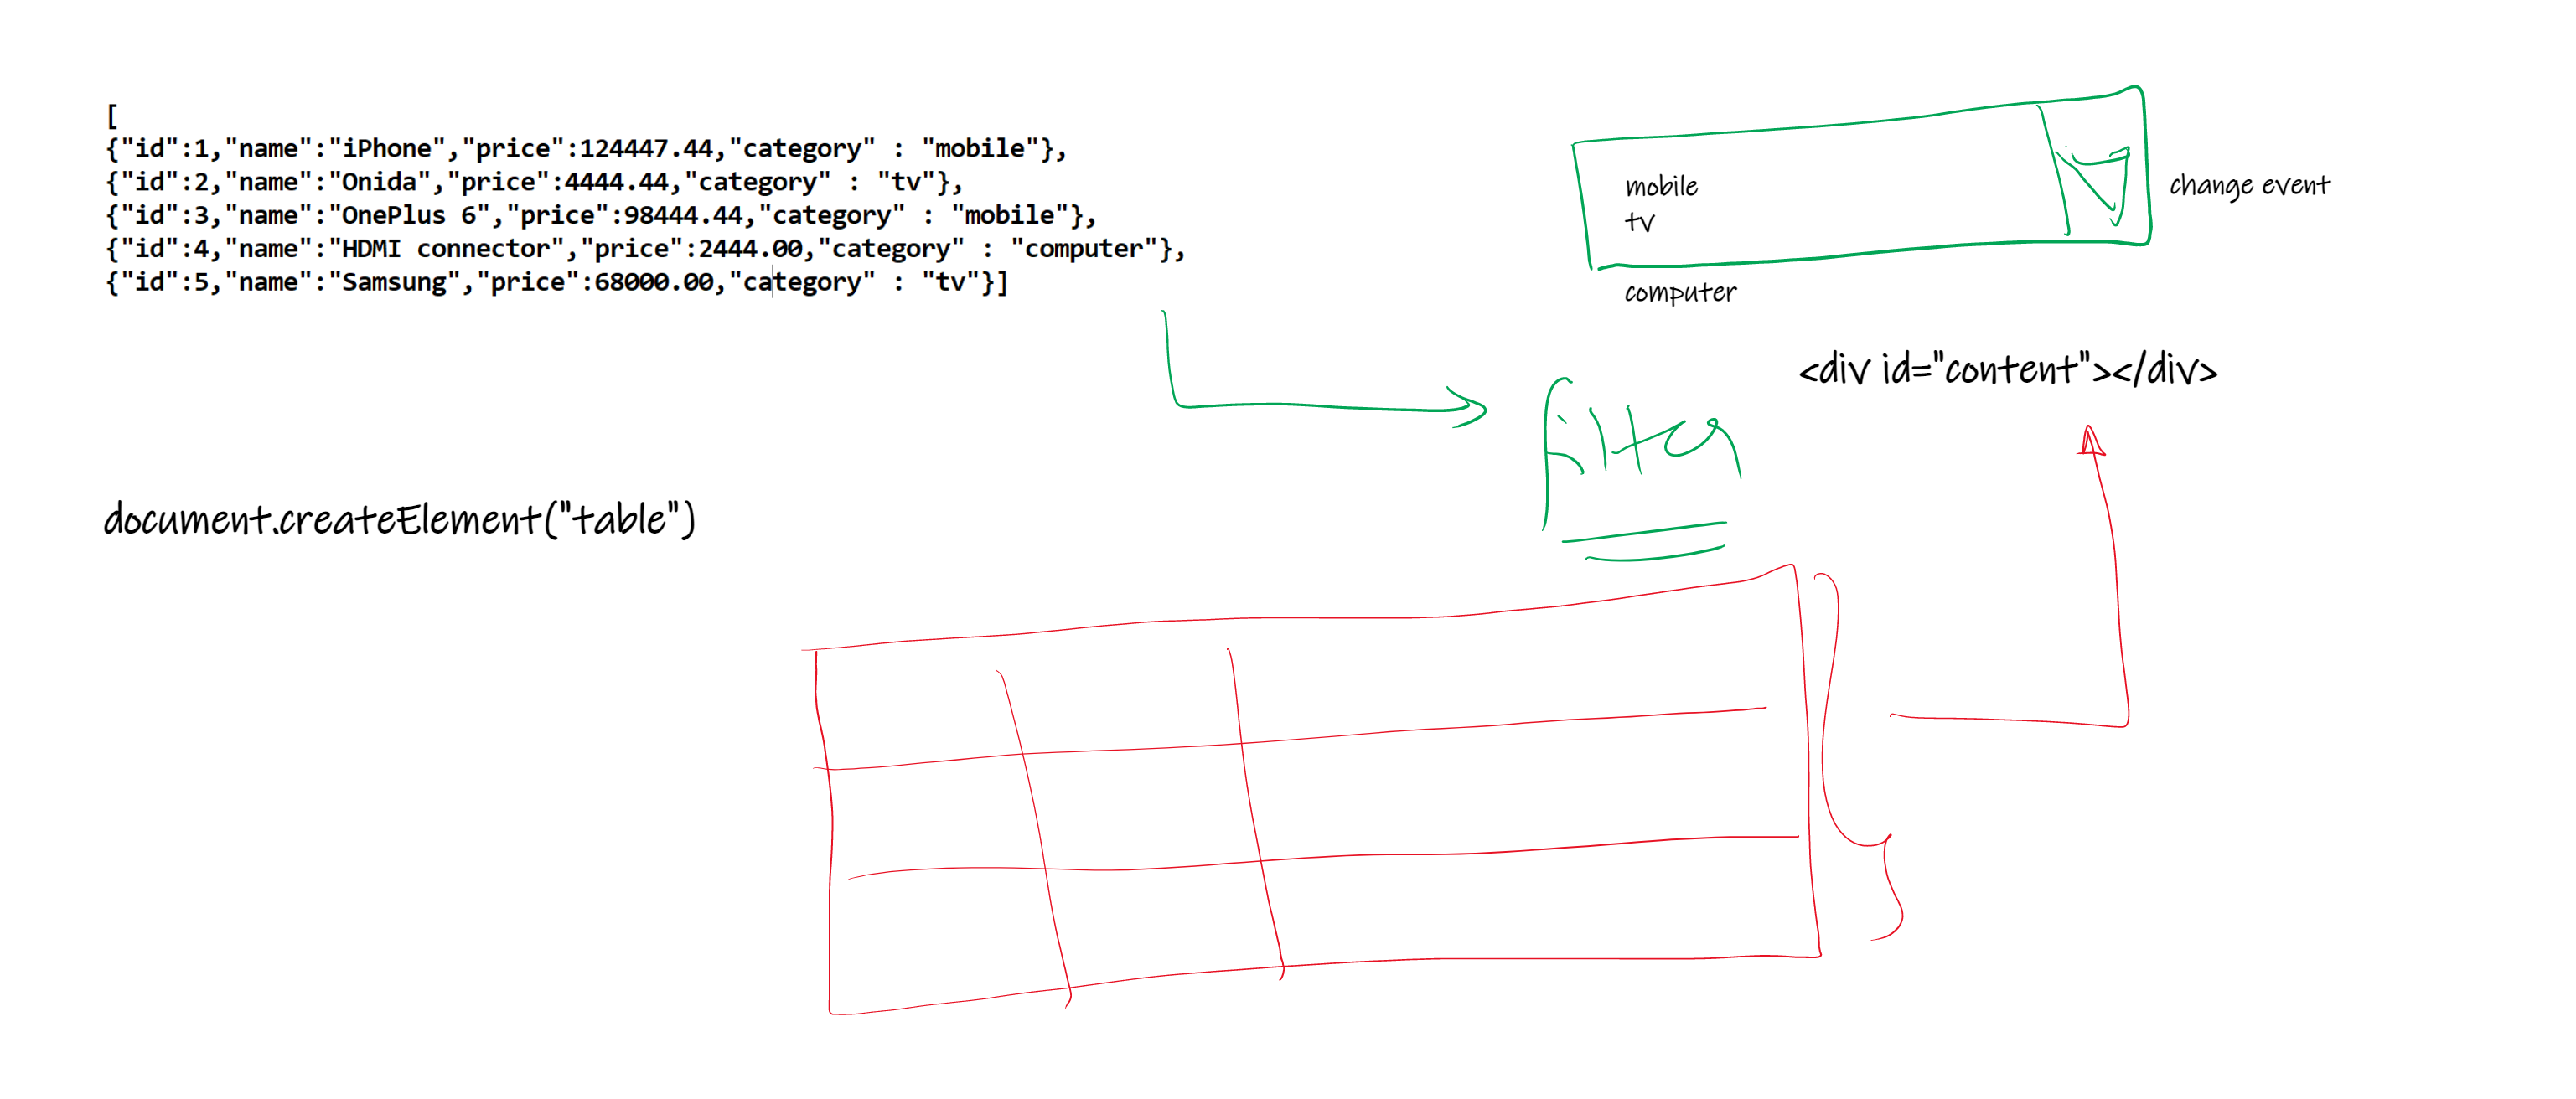 [
{"id":1,"name":"iPhone","price":124447.44,"category" : "mobile"},
{"id":2,"name":"Onida","price":4444.44,"category" : "tv"},
{"id":3,"name":"OnePlus 6","price":98444.44,"category" : "mobile"},
{"id":4,"name":"HDMI connector","price":2444.00,"category" : "computer"},
{"id":5,"name":"Samsung","price":68000.00,"category" : "tv"}]
mobile
tv
computer
change event
<div id="content"></div>
filter
document.createElement("table")